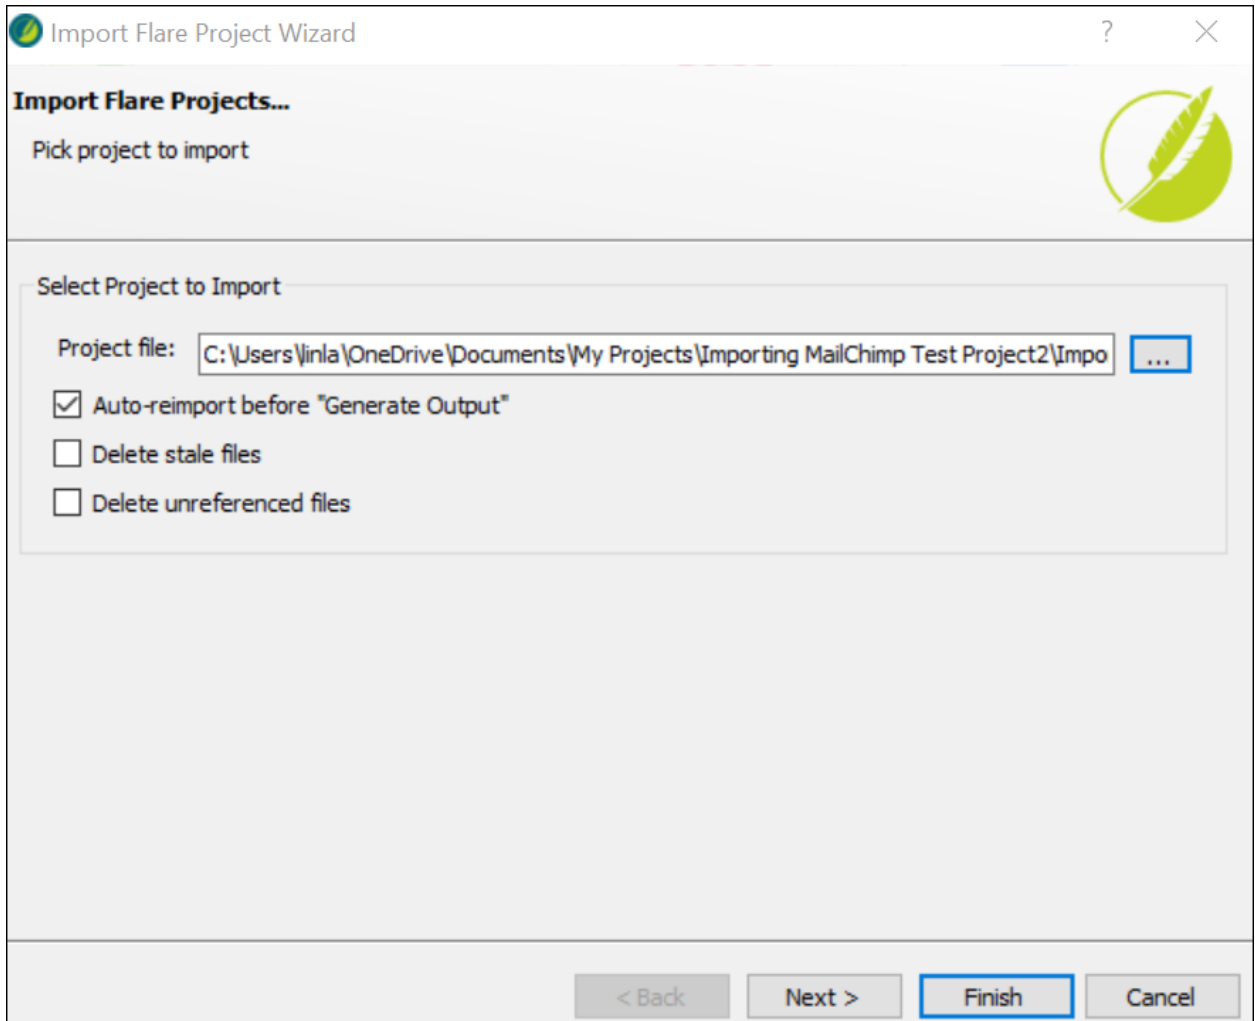 Import Flare Project Wizard ?
Import Flare Projects...
Pick project to import
Select Project to Import
Project file: C:\Users\linla\OneDrive\Documents\My Projects\Importing MailChimp Test Project2\Impo ...
Auto-reimport before "Generate Output"
Delete stale files
Delete unreferenced files
< Back Next > Finish Cancel